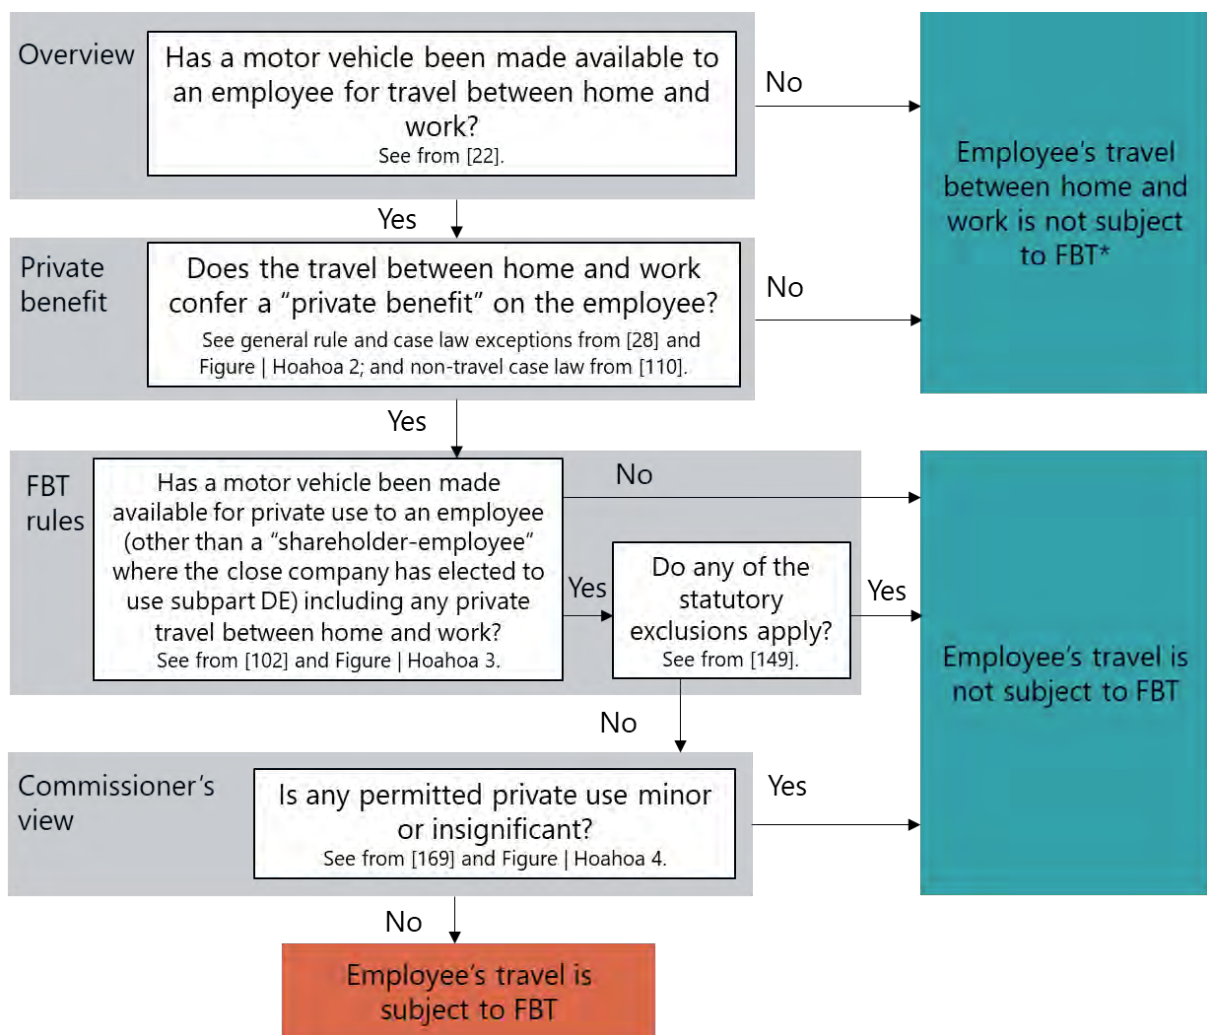 Overview
Has a motor vehicle been made available to
an employee for travel between home and
work?
See from [22].
No
Employee's travel
between home and
work is not subject
to FBT*
Yes
Private
benefit
Does the travel between home and work
confer a “private benefit” on the employee?
See general rule and case law exceptions from [28] and
Figure | Hoahoa 2; and non-travel case law from [110].
No
Yes
FBT
rules
Has a motor vehicle been made
available for private use to an employee
(other than a “shareholder-employee”
where the close company has elected to
use subpart DE) including any private
travel between home and work?
See from [102] and Figure | Hoahoa 3.
No
Yes
Do any of the
statutory
exclusions apply?
See from [149].
Yes
Employee's travel is
not subject to FBT
No
Commissioner's
view
Is any permitted private use minor
or insignificant?
See from [169] and Figure | Hoahoa 4.
Yes
No
Employee's travel is
subject to FBT